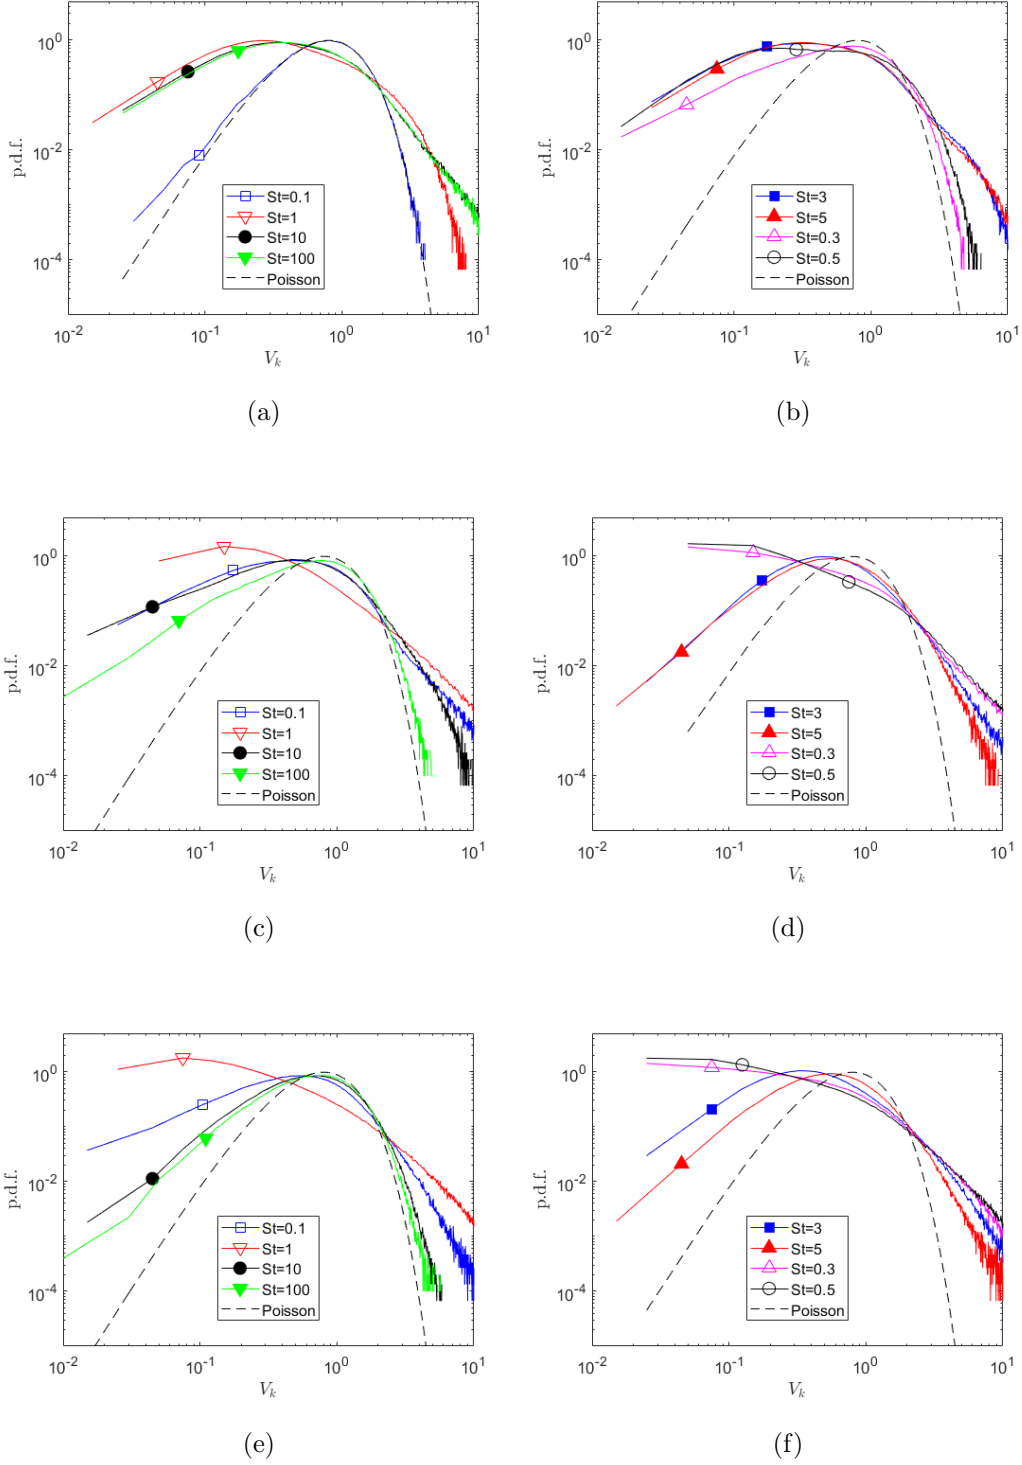 10^0
10^-2
10^-4
p.d.f.
St=0.1
St=1
St=10
St=100
Poisson
10^-2
10^-1
10^0
10^1
V_k
(a)
10^0
10^-2
10^-4
p.d.f.
St=3
St=5
St=0.3
St=0.5
Poisson
10^-2
10^-1
10^0
10^1
V_k
(b)
10^0
10^-2
10^-4
p.d.f.
St=0.1
St=1
St=10
St=100
Poisson
10^-2
10^-1
10^0
10^1
V_k
(c)
10^0
10^-2
10^-4
p.d.f.
St=3
St=5
St=0.3
St=0.5
Poisson
10^-2
10^-1
10^0
10^1
V_k
(d)
10^0
10^-2
10^-4
p.d.f.
St=0.1
St=1
St=10
St=100
Poisson
10^-2
10^-1
10^0
10^1
V_k
(e)
10^0
10^-2
10^-4
p.d.f.
St=3
St=5
St=0.3
St=0.5
Poisson
10^-2
10^-1
10^0
10^1
V_k
(f)